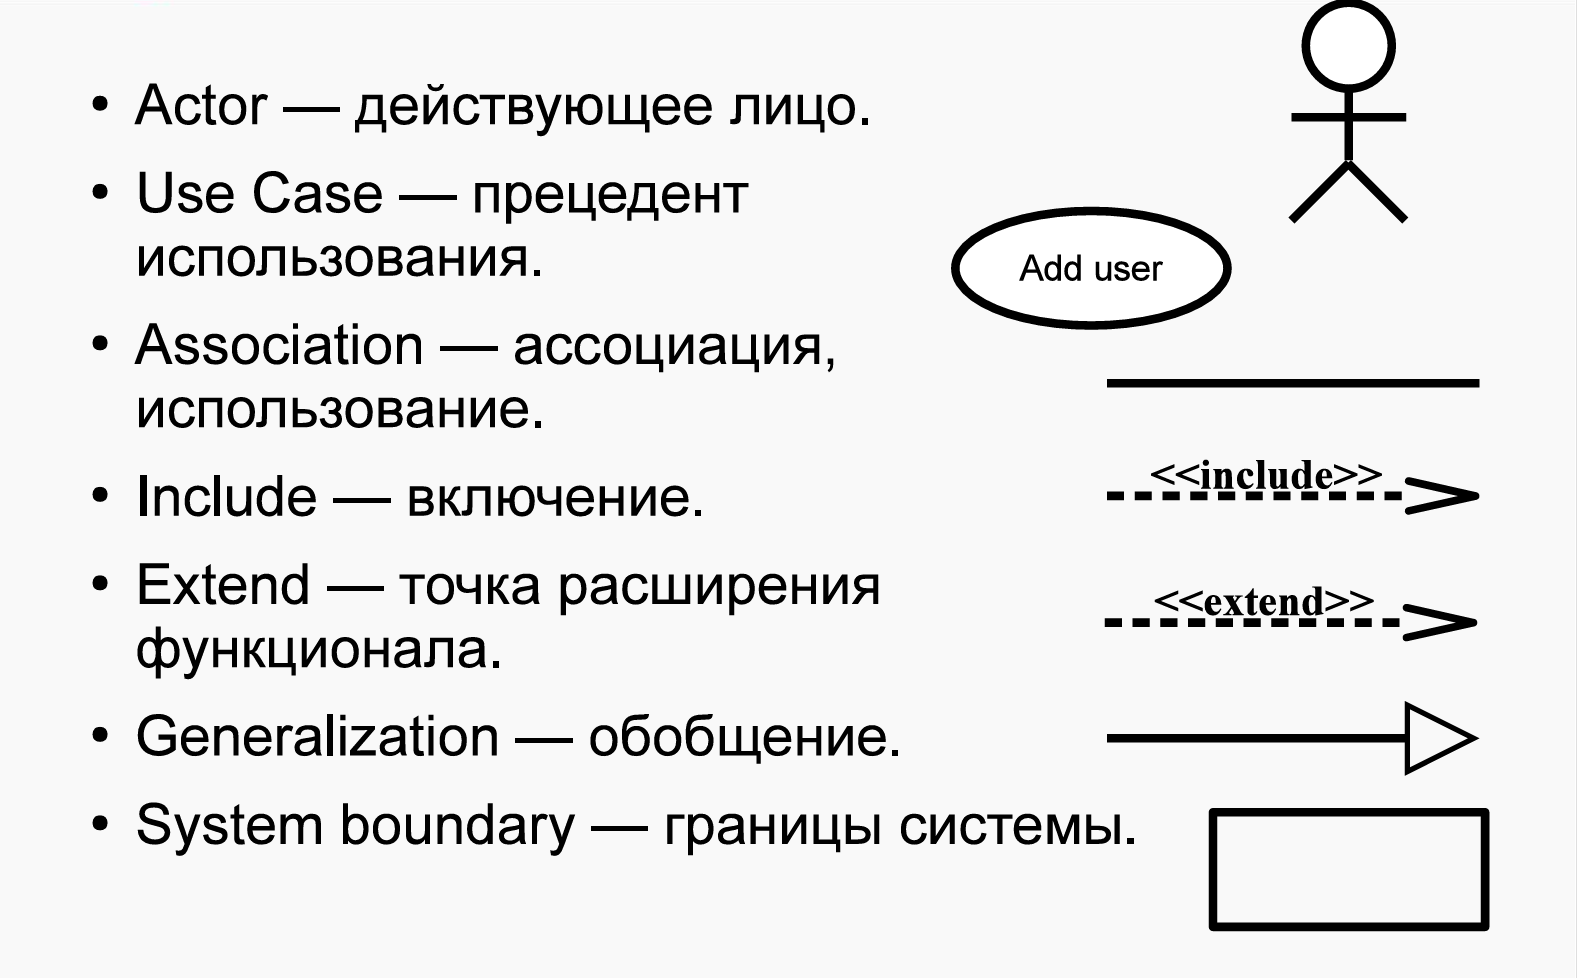 • Actor — действующее лицо.
• Use Case — прецедент
использования.
Add user
• Association — ассоциация,
использование.
• Include — включение.
<<include>>
• Extend — точка расширения
функционала.
<<extend>>
• Generalization — обобщение.
• System boundary — границы системы.